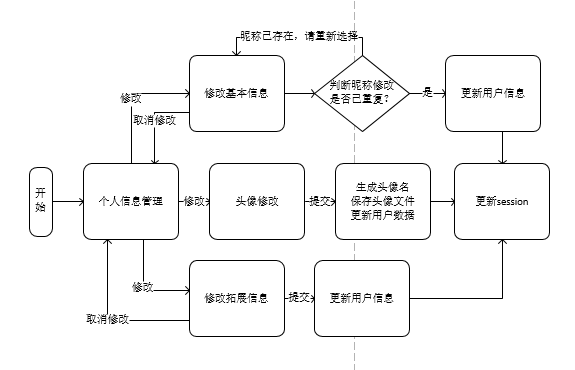 昵称已存在，请重新选择
修改基本信息
判断昵称修改
是否已重复？
是
更新用户信息
修改
取消修改
开
始
个人信息管理
修改
头像修改
提交
生成头像名
保存头像文件
更新用户数据
更新session
修改
修改拓展信息
提交
更新用户信息
取消修改